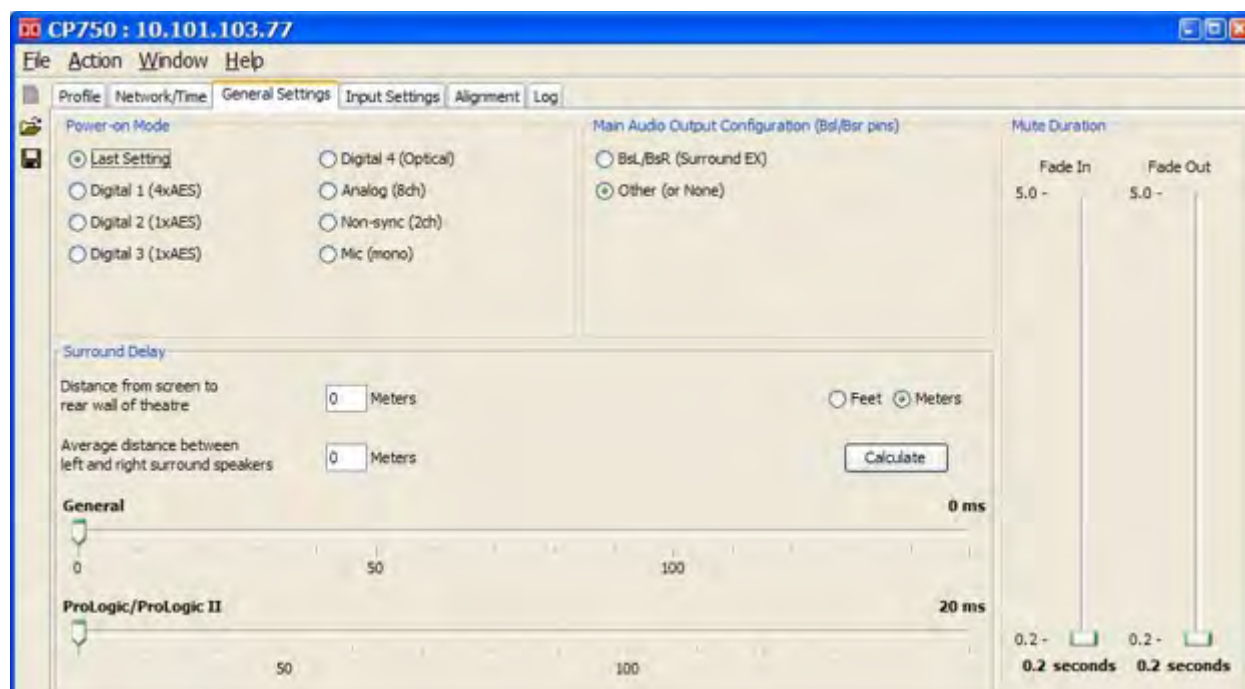 CP750 : 10.101.103.77
File Action Window Help
Profile Network/Time General Settings Input Settings Alignment Log
Power-on Mode
Last Setting
Digital 1 (4xAES)
Digital 2 (1xAES)
Digital 3 (1xAES)
Digital 4 (Optical)
Analog (8ch)
Non-sync (2ch)
Mic (mono)
Main Audio Output Configuration (Bsl/Bsr pins)
BsL/BsR (Surround EX)
Other (or None)
Mute Duration
Fade In Fade Out
5.0 - 5.0 -
0.2 - 0.2 -
0.2 seconds 0.2 seconds
Surround Delay
Distance from screen to
rear wall of theatre
0 Meters
Feet Meters
Average distance between
left and right surround speakers
0 Meters
Calculate
General 0 ms
0 50 100
ProLogic/ProLogic II 20 ms
50 100